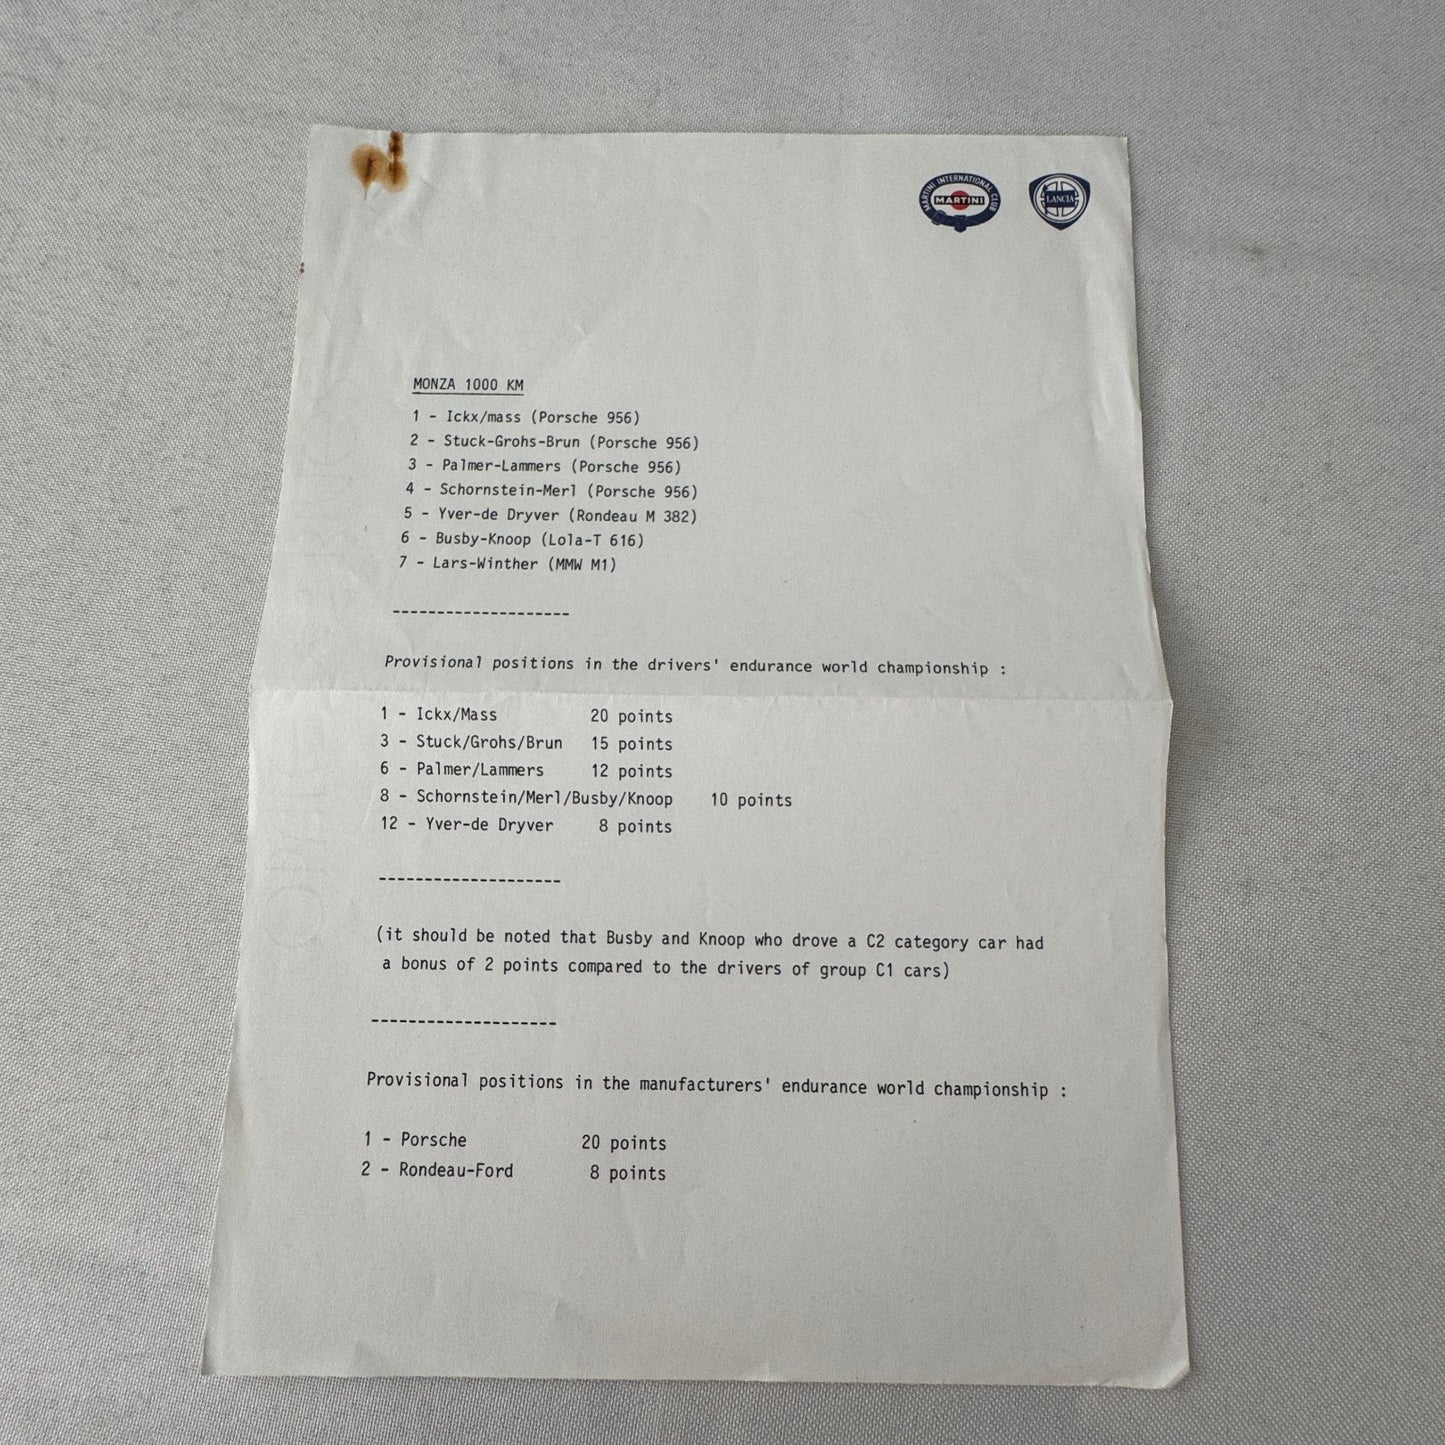 MARTINI INTERNATIONAL CLUB
MARTINI
LANCIA
MONZA 1000 KM
1 - Ickx/mass (Porsche 956)
2 - Stuck-Grohs-Brun (Porsche 956)
3 - Palmer-Lammers (Porsche 956)
4 - Schornstein-Merl (Porsche 956)
5 - Yver-de Dryver (Rondeau M 382)
6 - Busby-Knoop (Lola-T 616)
7 - Lars-Winther (MMW M1)
--------------------
Provisional positions in the drivers' endurance world championship :
1 - Ickx/Mass 20 points
3 - Stuck/Grohs/Brun 15 points
6 - Palmer/Lammers 12 points
8 - Schornstein/Merl/Busby/Knoop 10 points
12 - Yver-de Dryver 8 points
--------------------
(it should be noted that Busby and Knoop who drove a C2 category car had
a bonus of 2 points compared to the drivers of group C1 cars)
--------------------
Provisional positions in the manufacturers' endurance world championship :
1 - Porsche 20 points
2 - Rondeau-Ford 8 points